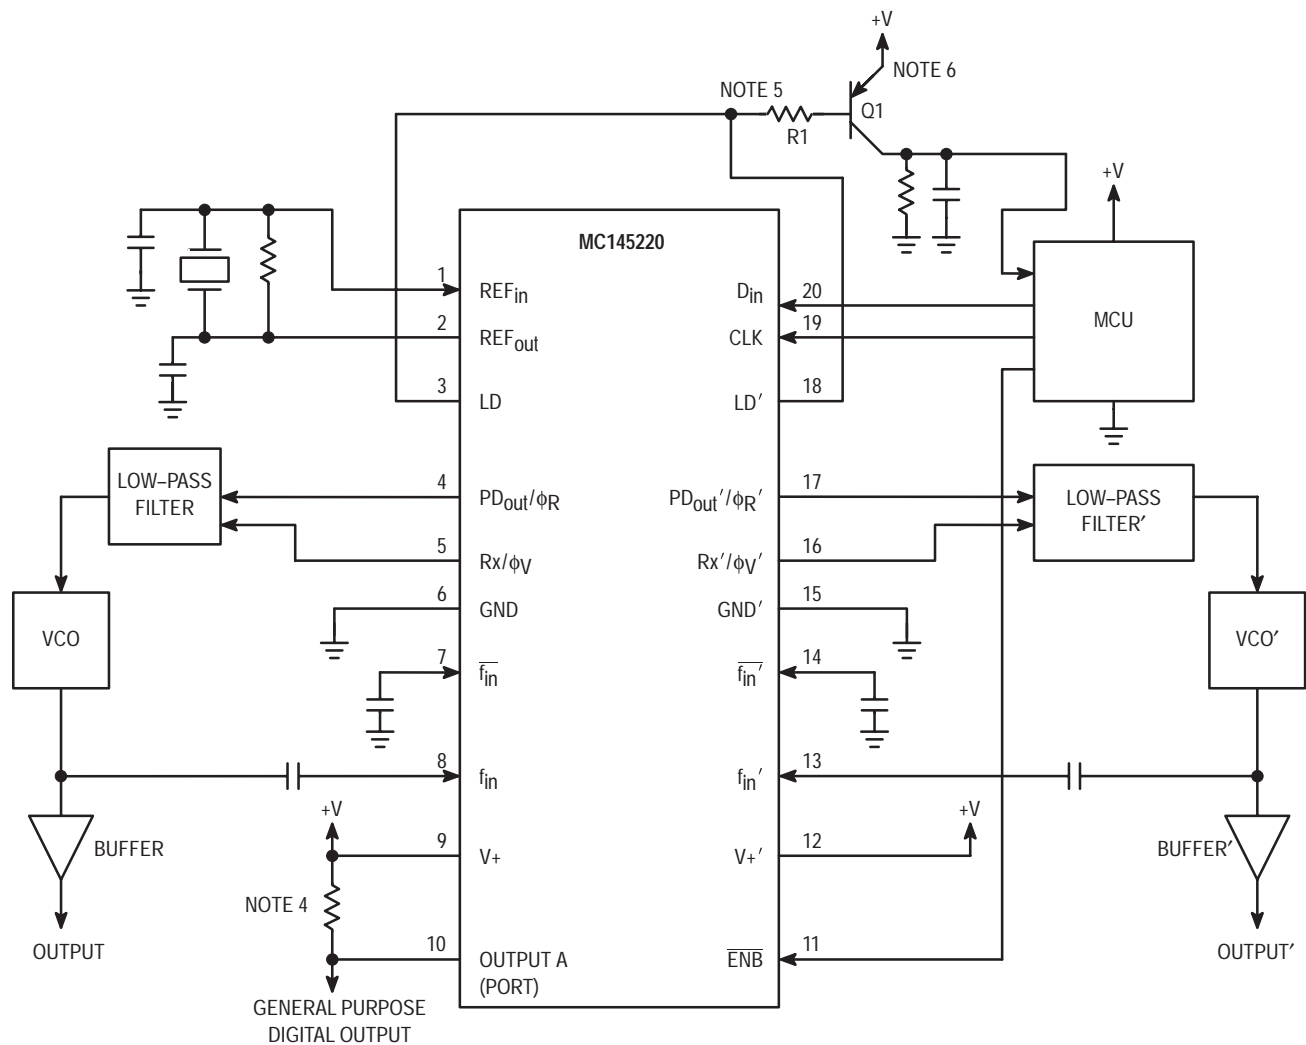 +V
NOTE 6
NOTE 5
Q1
R1
+V
MC145220
1
REFin
Din
20
MCU
2
REFout
CLK
19
3
LD
LD′
18
LOW–PASS
FILTER
4
PDout/ϕR
PDout′/ϕR′
17
LOW–PASS
FILTER′
5
Rx/ϕV
Rx′/ϕV′
16
6
GND
GND′
15
VCO
VCO′
7
fin
fin′
14
8
fin
fin′
13
+V
+V
BUFFER
9
V+
V+′
12
BUFFER′
NOTE 4
OUTPUT
10
OUTPUT A
(PORT)
ENB
11
OUTPUT′
GENERAL PURPOSE
DIGITAL OUTPUT